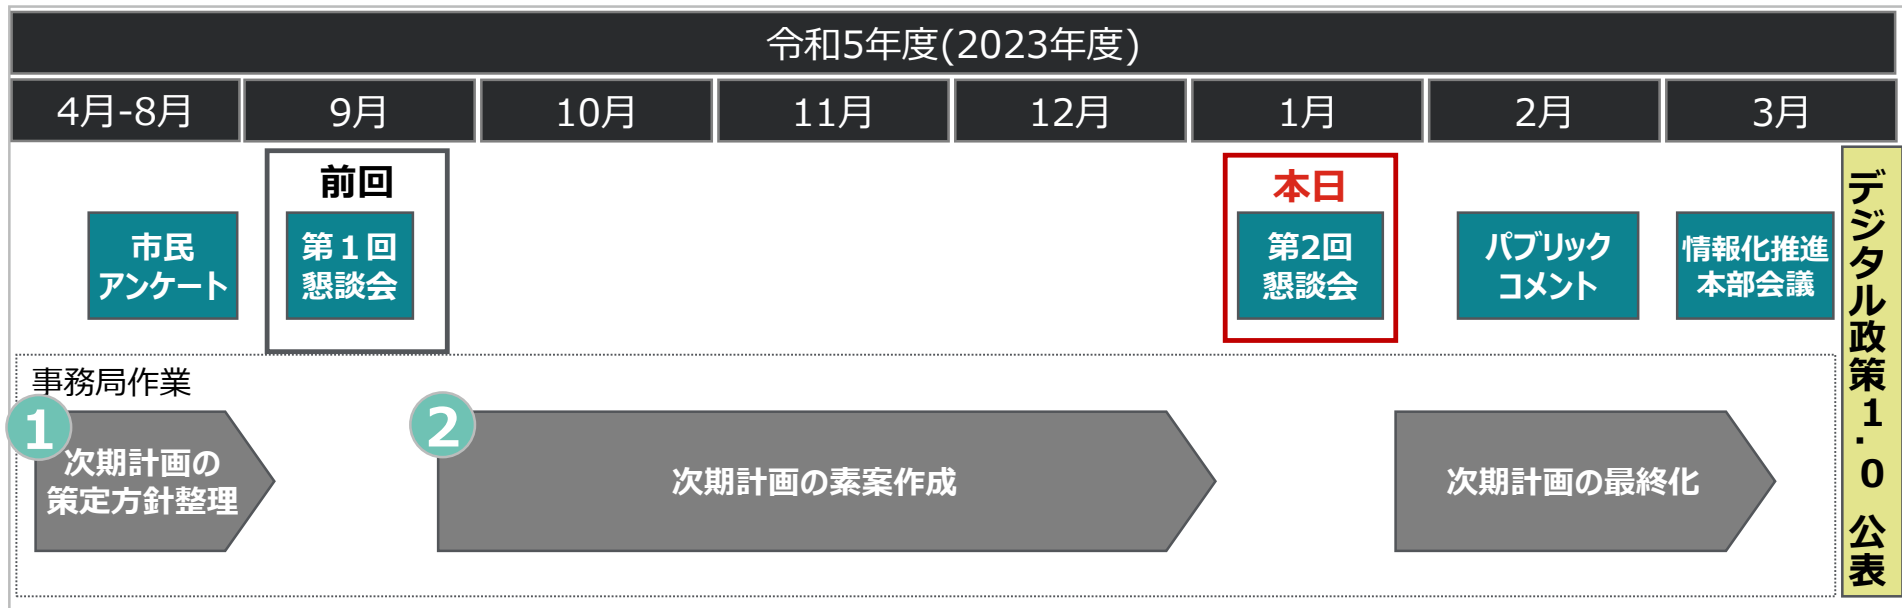 令和5年度(2023年度)
4月-8月
9月
10月
11月
12月
1月
2月
3月
前回
本日
市民
アンケート
第１回
懇談会
第2回
懇談会
パブリック
コメント
情報化推進
本部会議
デジタル政策1.0 公表
事務局作業
1
次期計画の
策定方針整理
2
次期計画の素案作成
次期計画の最終化